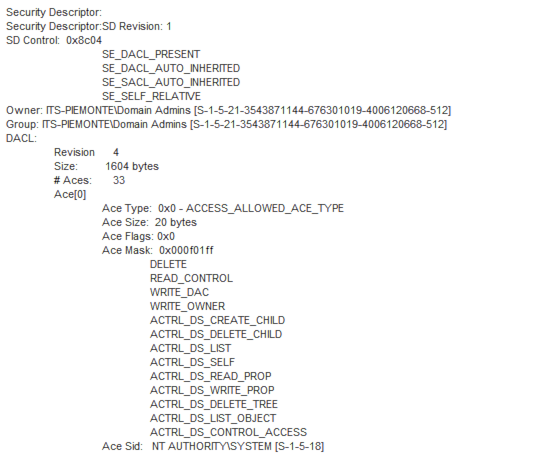 Security Descriptor:
Security Descriptor:SD Revision: 1
SD Control: 0x8c04
SE_DACL_PRESENT
SE_DACL_AUTO_INHERITED
SE_SACL_AUTO_INHERITED
SE_SELF_RELATIVE
Owner: ITS-PIEMONTE\Domain Admins [S-1-5-21-3543871144-676301019-4006120668-512]
Group: ITS-PIEMONTE\Domain Admins [S-1-5-21-3543871144-676301019-4006120668-512]
DACL:
Revision 4
Size: 1604 bytes
# Aces: 33
Ace[0]
Ace Type: 0x0 - ACCESS_ALLOWED_ACE_TYPE
Ace Size: 20 bytes
Ace Flags: 0x0
Ace Mask: 0x000f01ff
DELETE
READ_CONTROL
WRITE_DAC
WRITE_OWNER
ACTRL_DS_CREATE_CHILD
ACTRL_DS_DELETE_CHILD
ACTRL_DS_LIST
ACTRL_DS_SELF
ACTRL_DS_READ_PROP
ACTRL_DS_WRITE_PROP
ACTRL_DS_DELETE_TREE
ACTRL_DS_LIST_OBJECT
ACTRL_DS_CONTROL_ACCESS
Ace Sid: NT AUTHORITY\SYSTEM [S-1-5-18]